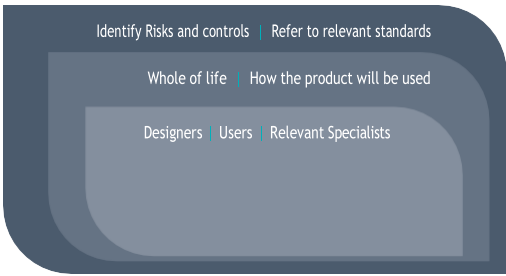 Identify Risks and controls | Refer to relevant standards
Whole of life | How the product will be used
Designers | Users | Relevant Specialists